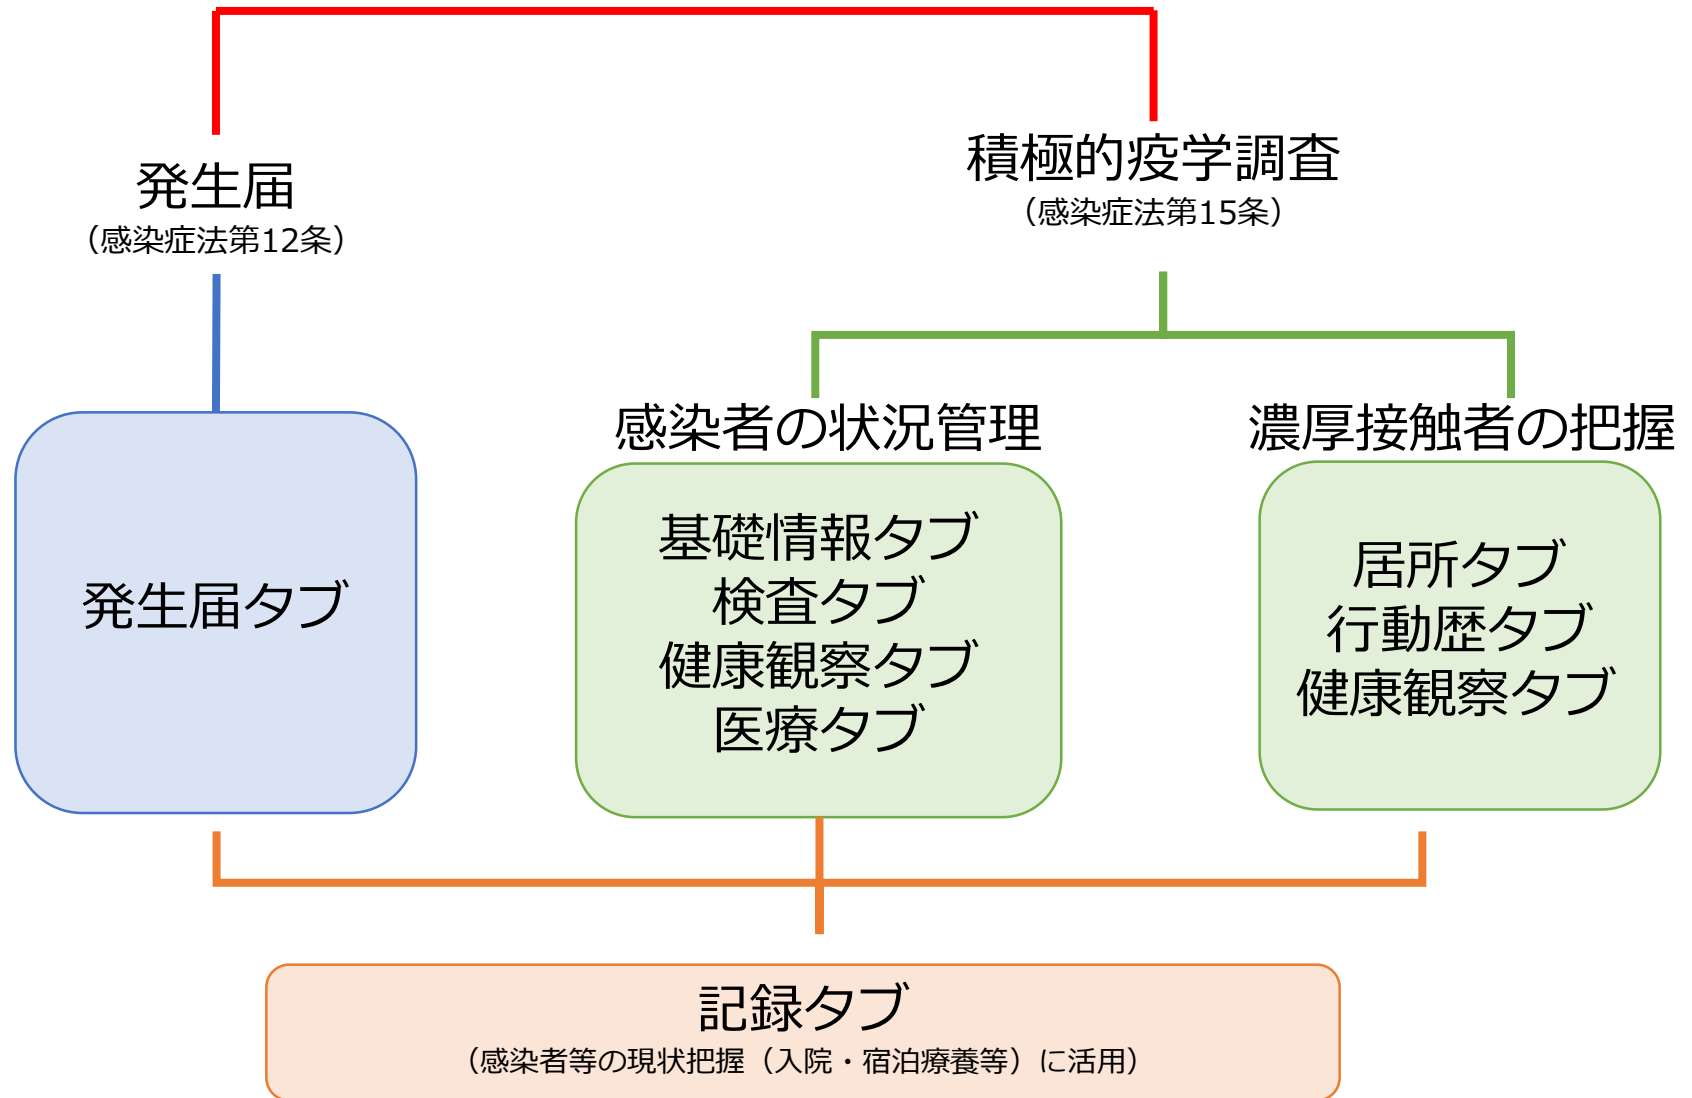 発生届
（感染症法第12条）
積極的疫学調査
（感染症法第15条）
発生届タブ
感染者の状況管理
基礎情報タブ
検査タブ
健康観察タブ
医療タブ
濃厚接触者の把握
居所タブ
行動歴タブ
健康観察タブ
記録タブ
（感染者等の現状把握（入院・宿泊療養等）に活用）